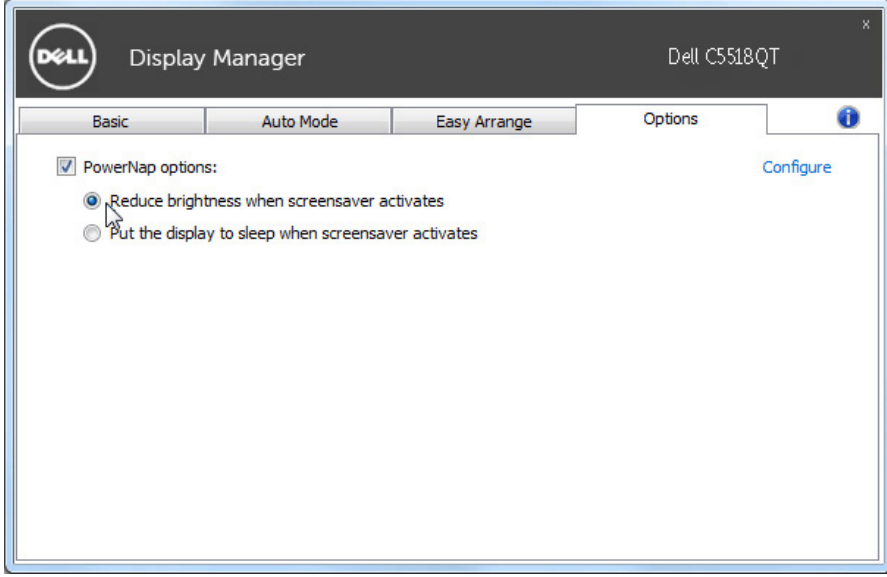 DELL Display Manager Dell C5518QT x
Basic Auto Mode Easy Arrange Options i
PowerNap options: Configure
Reduce brightness when screensaver activates
Put the display to sleep when screensaver activates